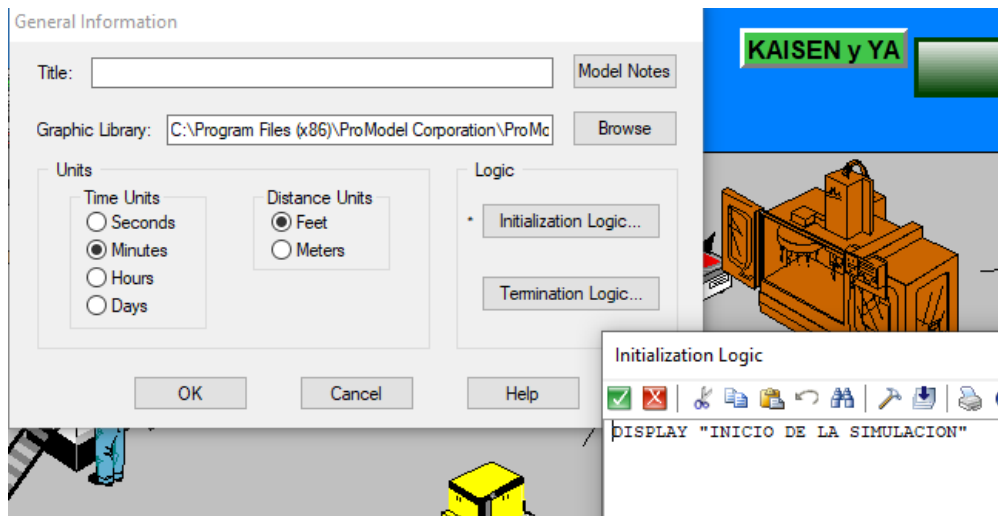 General Information
Title:
Model Notes
Graphic Library:
C:\Program Files (x86)\ProModel Corporation\ProMc
Browse
Units
Time Units
Seconds
Minutes
Hours
Days
Distance Units
Feet
Meters
Logic
* Initialization Logic...
Termination Logic...
OK
Cancel
Help
KAISEN y YA
Initialization Logic
DISPLAY "INICIO DE LA SIMULACION"